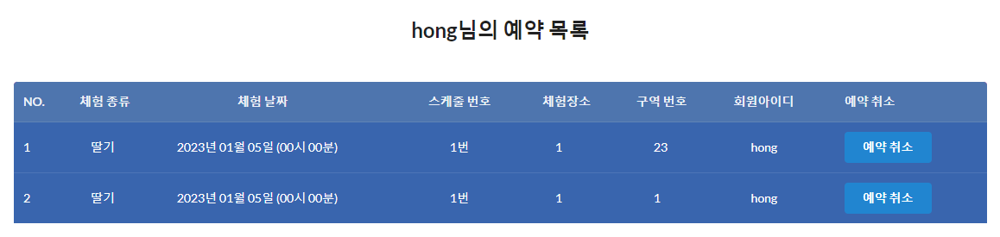 hong님의 예약 목록
NO. 체험 종류 체험 날짜 스케줄 번호 체험장소 구역 번호 회원아이디 예약 취소
1 딸기 2023년 01월 05일 (00시 00분) 1번 1 23 hong 예약 취소
2 딸기 2023년 01월 05일 (00시 00분) 1번 1 1 hong 예약 취소